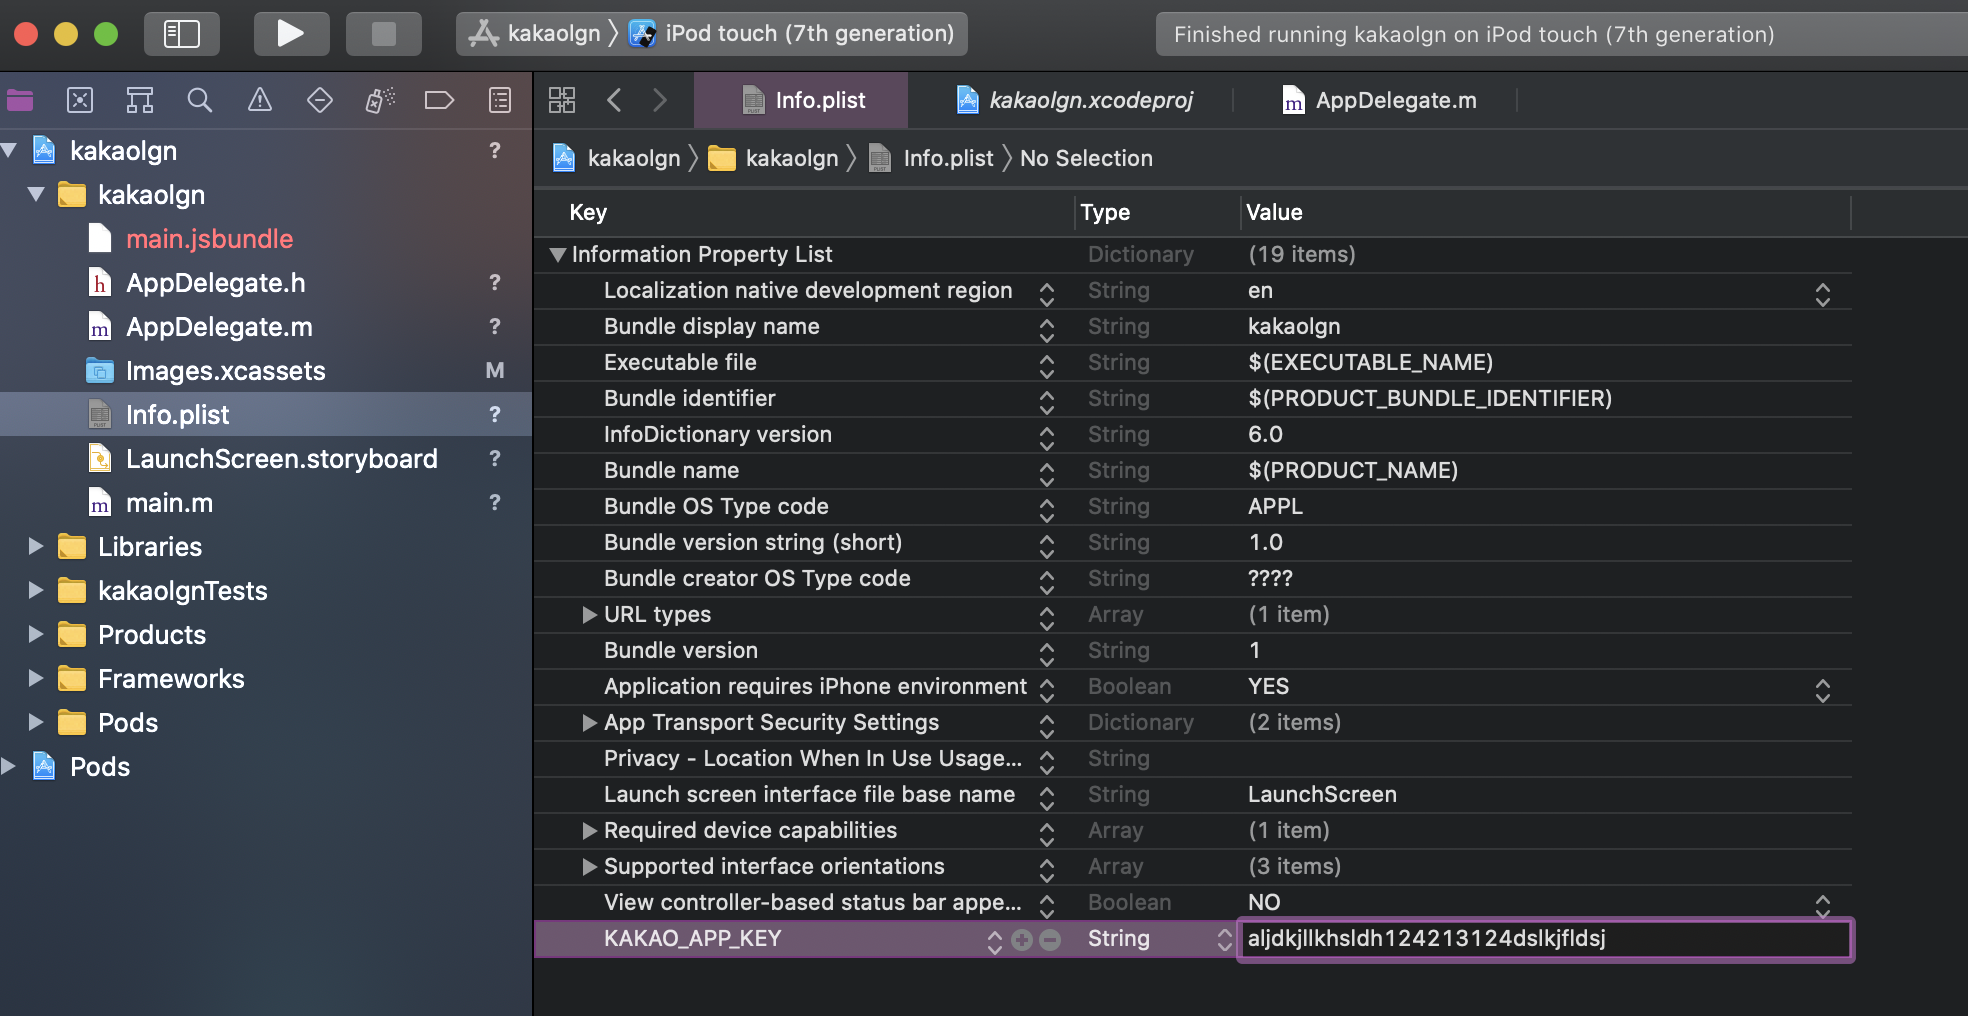 kakaolgn 〉 iPod touch (7th generation)
Finished running kakaolgn on iPod touch (7th generation)
Info.plist
kakaolgn.xcodeproj
AppDelegate.m
kakaolgn 〉 kakaolgn 〉 Info.plist 〉 No Selection
kakaolgn ?
kakaolgn
main.jsbundle
AppDelegate.h ?
AppDelegate.m ?
Images.xcassets M
Info.plist ?
LaunchScreen.storyboard ?
main.m ?
Libraries
kakaolgnTests
Products
Frameworks
Pods
Pods
Key Type Value
Information Property List Dictionary (19 items)
Localization native development region String en
Bundle display name String kakaolgn
Executable file String $(EXECUTABLE_NAME)
Bundle identifier String $(PRODUCT_BUNDLE_IDENTIFIER)
InfoDictionary version String 6.0
Bundle name String $(PRODUCT_NAME)
Bundle OS Type code String APPL
Bundle version string (short) String 1.0
Bundle creator OS Type code String ????
URL types Array (1 item)
Bundle version String 1
Application requires iPhone environment Boolean YES
App Transport Security Settings Dictionary (2 items)
Privacy - Location When In Use Usage... String
Launch screen interface file base name String LaunchScreen
Required device capabilities Array (1 item)
Supported interface orientations Array (3 items)
View controller-based status bar appe... Boolean NO
KAKAO_APP_KEY String aljdkjllkhsldh124213124dslkjfldsj